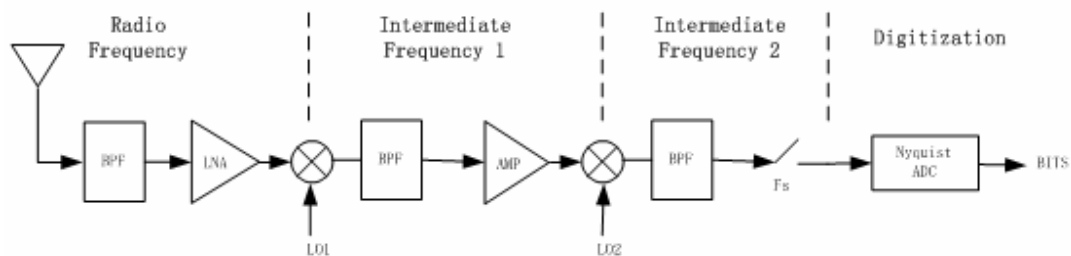 Radio
Frequency
Intermediate
Frequency 1
Intermediate
Frequency 2
Digitization
BPF
LNA
BPF
AMP
BPF
Fs
Nyquist
ADC
BITS
LO1
LO2